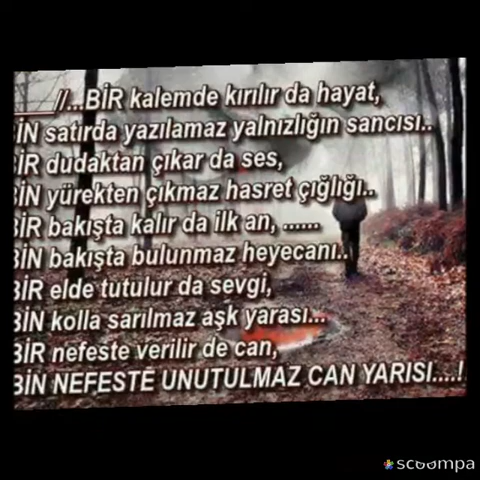 ____//...BİR kalemde kırılır da hayat,
BİN satırda yazılamaz yalnızlığın sancısı..
BİR dudaktan çıkar da ses,
BİN yürekten çıkmaz hasret çığlığı..
BİR bakışta kalır da ilk an, ......
BİN bakışta bulunmaz heyecanı..
BİR elde tutulur da sevgi,
BİN kolla sarılmaz aşk yarası...
BİR nefeste verilir de can,
BİN NEFESTE UNUTULMAZ CAN YARISI....!
scoompa